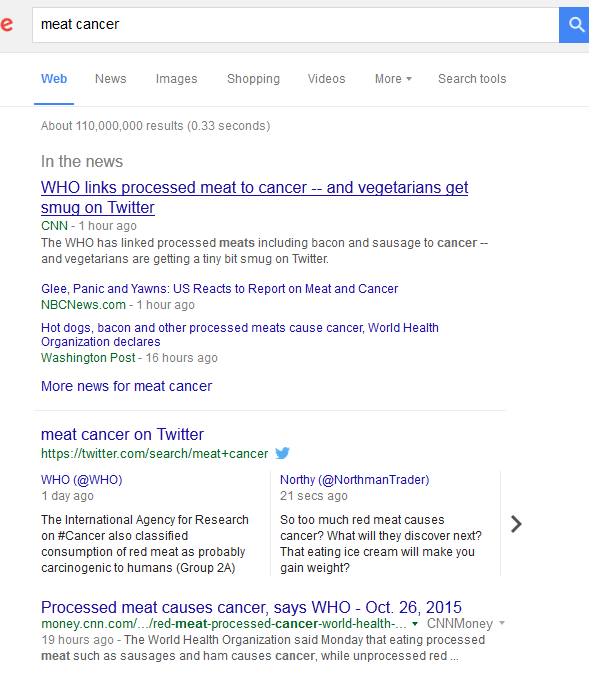 e
meat cancer
Web News Images Shopping Videos More Search tools
About 110,000,000 results (0.33 seconds)
In the news
WHO links processed meat to cancer -- and vegetarians get
smug on Twitter
CNN - 1 hour ago
The WHO has linked processed meats including bacon and sausage to cancer --
and vegetarians are getting a tiny bit smug on Twitter.
Glee, Panic and Yawns: US Reacts to Report on Meat and Cancer
NBCNews.com - 1 hour ago
Hot dogs, bacon and other processed meats cause cancer, World Health
Organization declares
Washington Post - 16 hours ago
More news for meat cancer
meat cancer on Twitter
https://twitter.com/search/meat+cancer
WHO (@WHO)
1 day ago
The International Agency for Research
on #Cancer also classified
consumption of red meat as probably
carcinogenic to humans (Group 2A)
Northy (@NorthmanTrader)
21 secs ago
So too much red meat causes
cancer? What will they discover next?
That eating ice cream will make you
gain weight?
Processed meat causes cancer, says WHO - Oct. 26, 2015
money.cnn.com/.../red-meat-processed-cancer-world-health-... CNNMoney
19 hours ago - The World Health Organization said Monday that eating processed
meat such as sausages and ham causes cancer, while unprocessed red ...